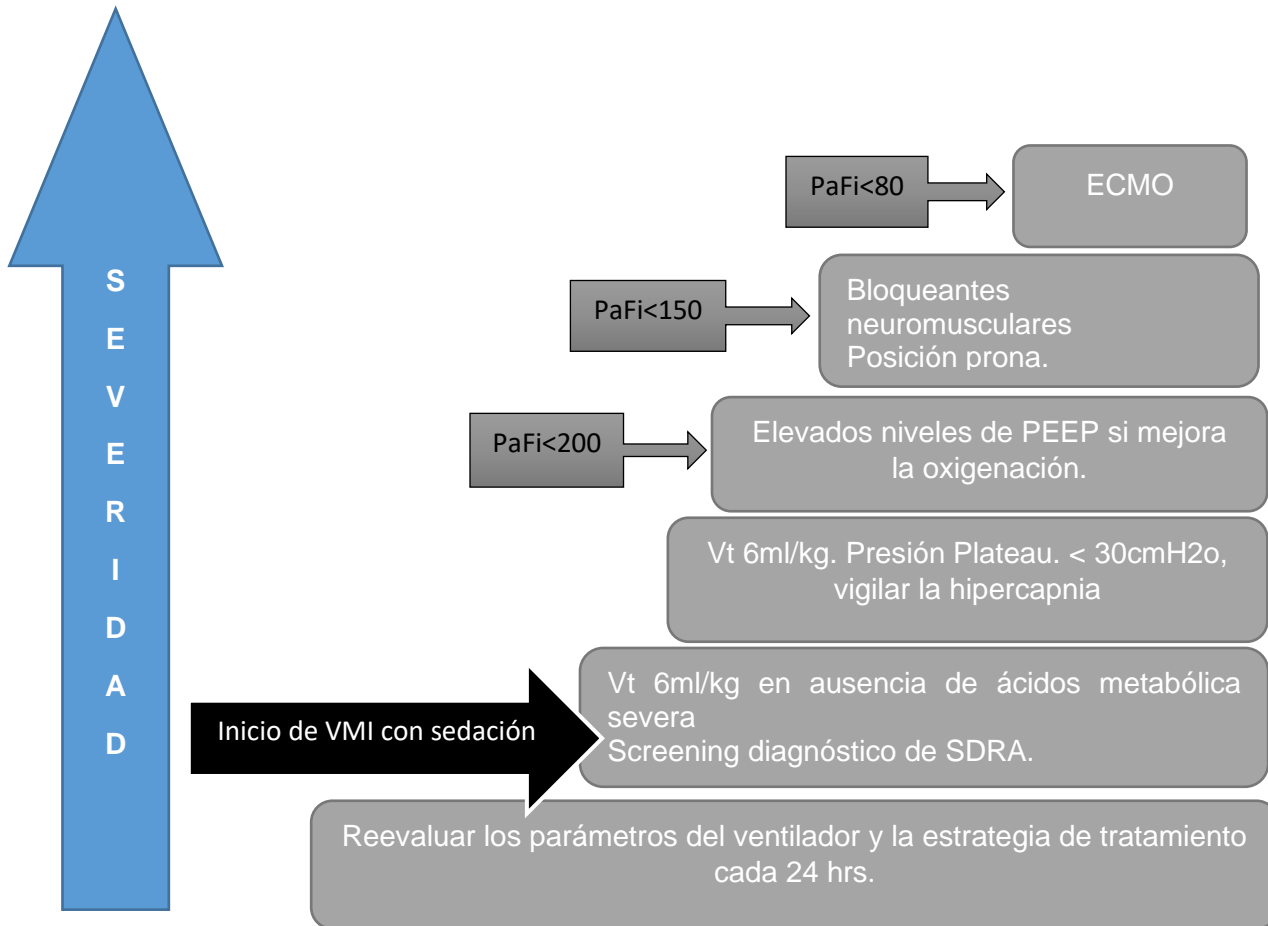 S
E
V
E
R
I
D
A
D
PaFi<80
ECMO
PaFi<150
Bloqueantes
neuromusculares
Posición prona.
PaFi<200
Elevados niveles de PEEP si mejora
la oxigenación.
Vt 6ml/kg. Presión Plateau. < 30cmH2o,
vigilar la hipercapnia
Inicio de VMI con sedación
Vt 6ml/kg en ausencia de ácidos metabólica
severa
Screening diagnóstico de SDRA.
Reevaluar los parámetros del ventilador y la estrategia de tratamiento
cada 24 hrs.